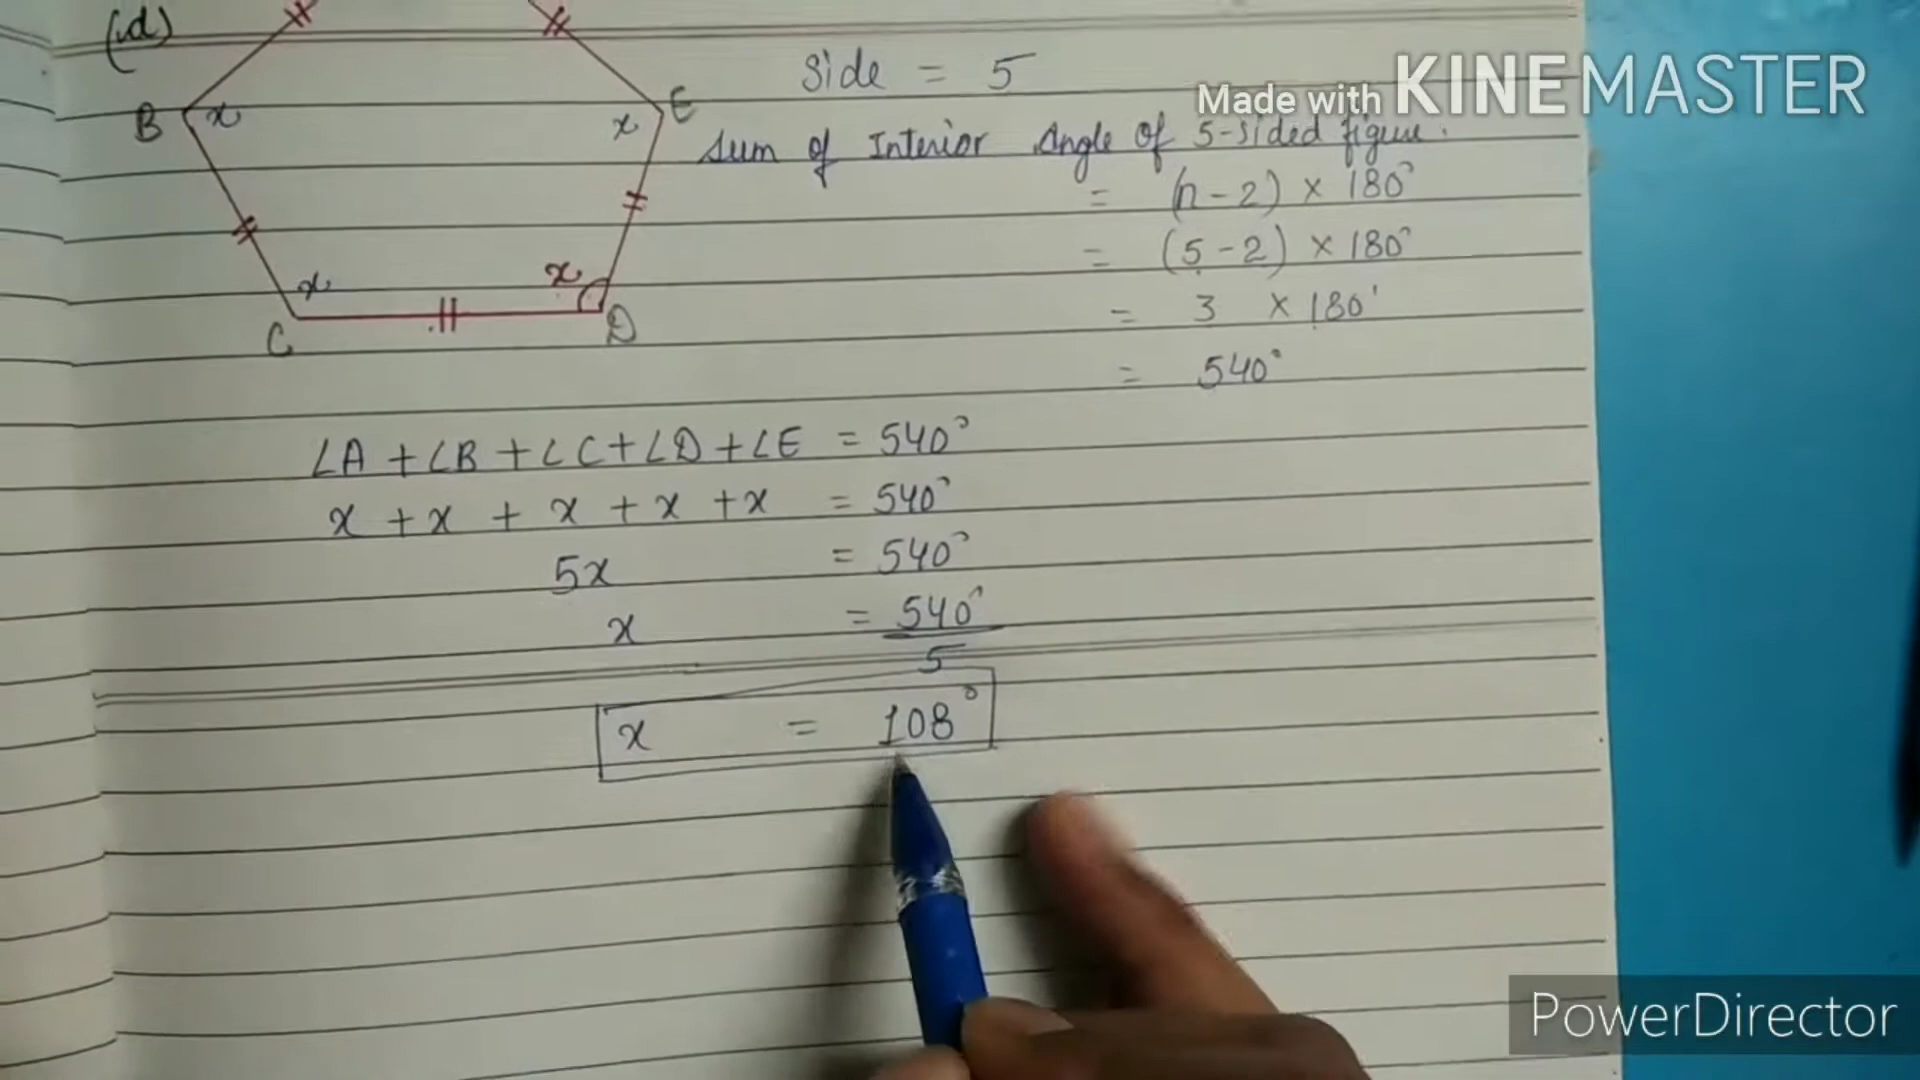 (d)
B x
x E
x
C
x
D
Side = 5
Made with KINEMASTER
Sum of Interior Angle of 5-sided figure.
= (n-2) × 180°
= (5-2) × 180°
= 3 × 180°
= 540°
∠A + ∠B + ∠C + ∠D + ∠E = 540°
x + x + x + x + x = 540°
5x = 540°
x = 540°
5
x = 108°
PowerDirector